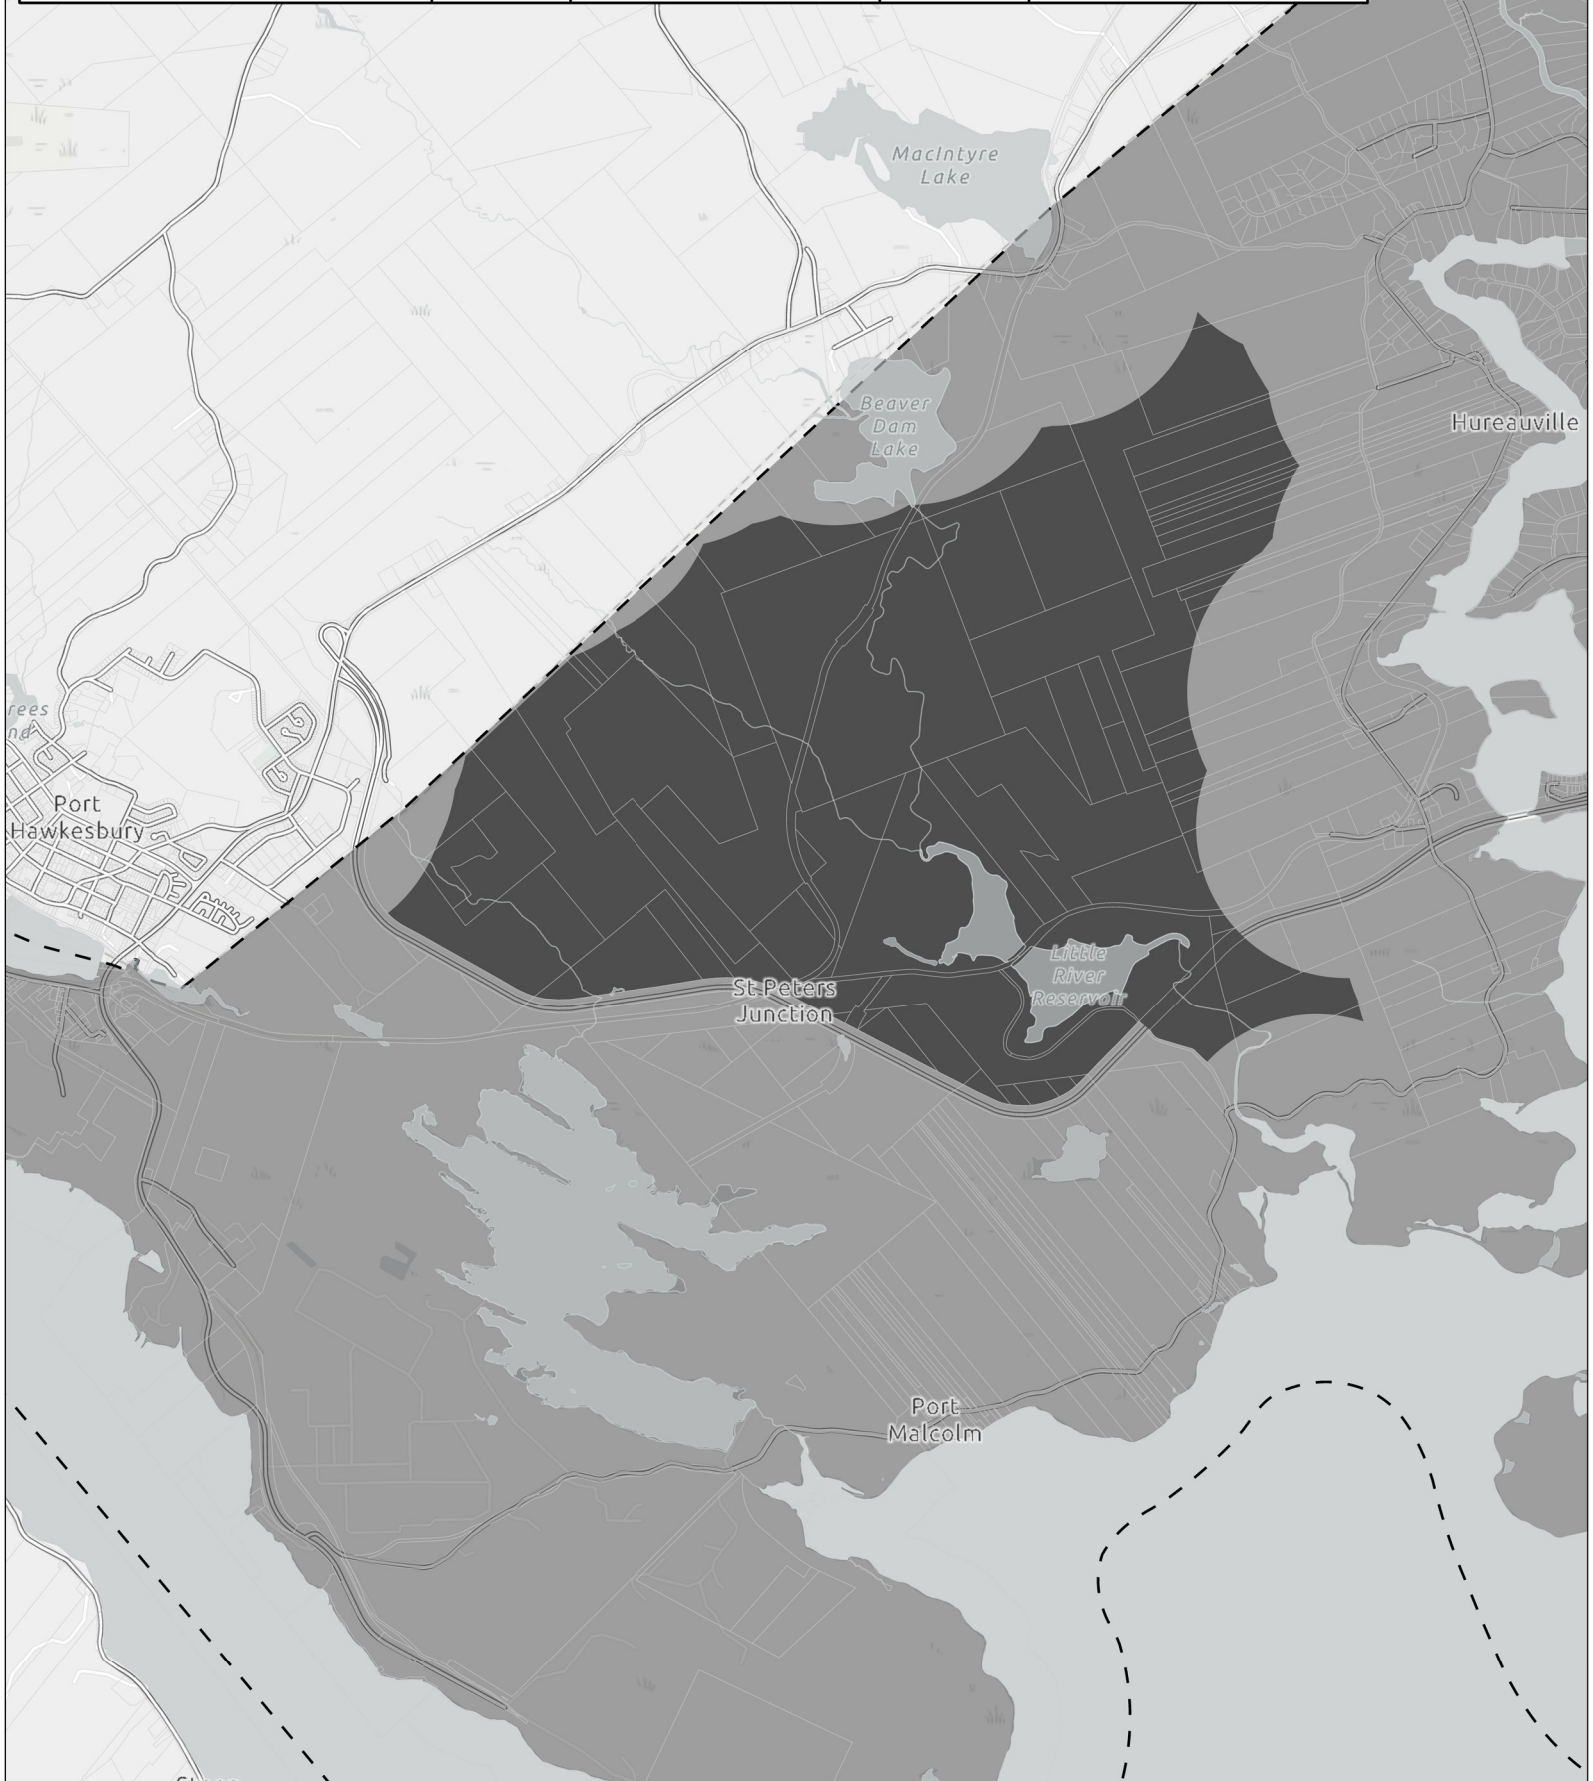 MacIntyre
Lake
Beaver
Dam
Lake
Hureauville
Port
Hawkesbury
St Peters
Junction
Little
River
Reservoir
Port
Malcolm